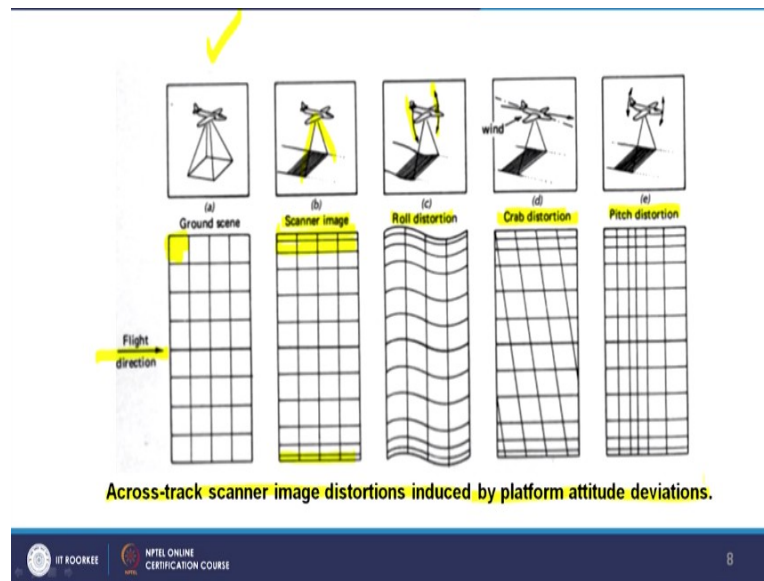 wind
(a)
(b)
(c)
(d)
(e)
Ground scene
Scanner image
Roll distortion
Crab distortion
Pitch distortion
Flight
direction
Across-track scanner image distortions induced by platform attitude deviations.
IIT ROORKEE
NPTEL ONLINE
CERTIFICATION COURSE
8